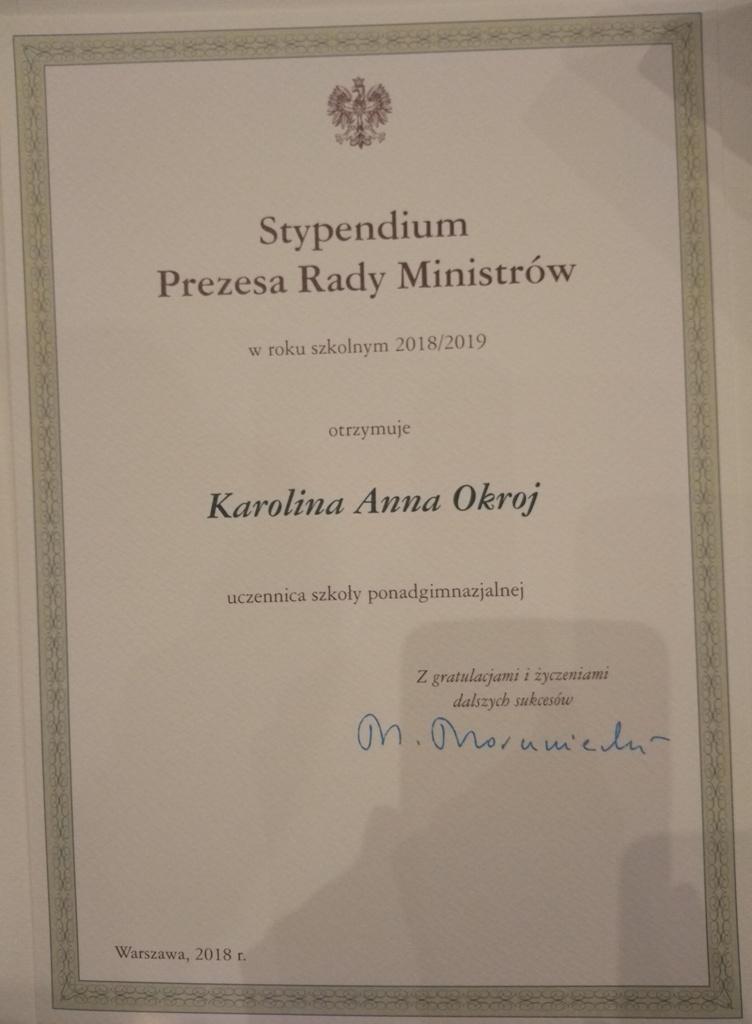 Stypendium
Prezesa Rady Ministrów
w roku szkolnym 2018/2019
otrzymuje
Karolina Anna Okroj
uczennica szkoły ponadgimnazjalnej
Z gratulacjami i życzeniami
dalszych sukcesów
M. Morawiecki
Warszawa, 2018 r.